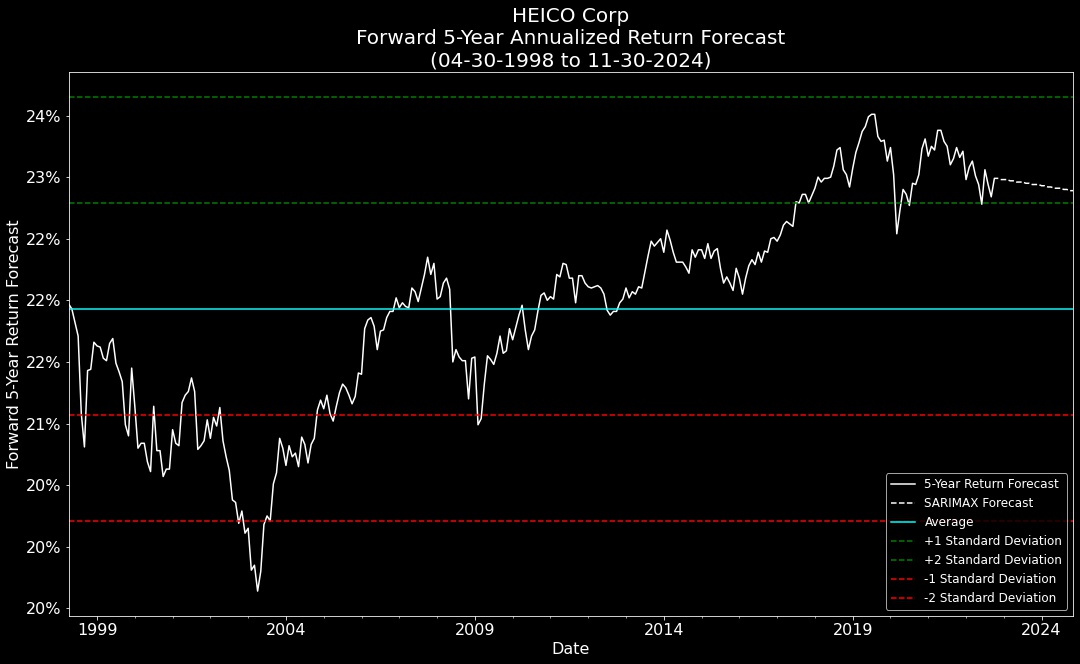 HEICO Corp
Forward 5-Year Annualized Return Forecast
(04-30-1998 to 11-30-2024)
Forward 5-Year Return Forecast
24%
23%
22%
22%
22%
21%
20%
20%
20%
5-Year Return Forecast
SARIMAX Forecast
Average
+1 Standard Deviation
+2 Standard Deviation
-1 Standard Deviation
-2 Standard Deviation
1999
2004
2009
2014
2019
2024
Date